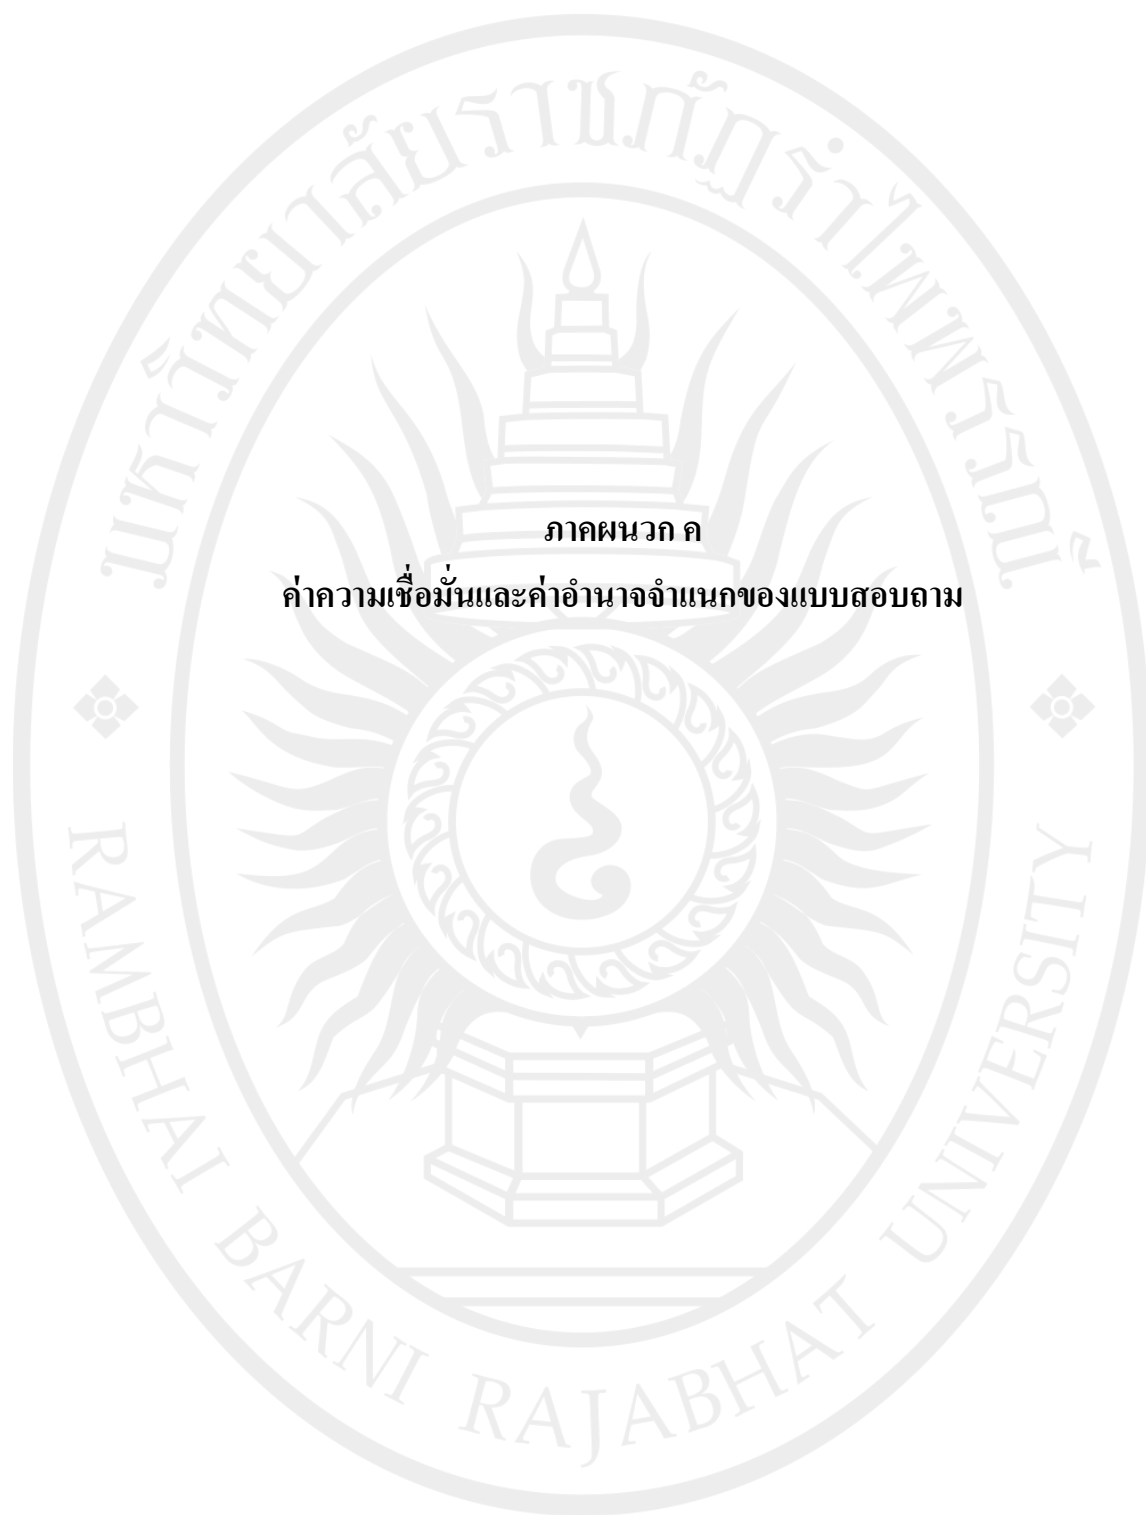 มหาวิทยาลัยราชภัฏรำไพพรรณี
ภาคผนวก ค
ค่าความเชื่อมั่นและค่าอำนาจจำแนกของแบบสอบถาม
RAMBHAI BARNI RAJABHAT UNIVERSITY